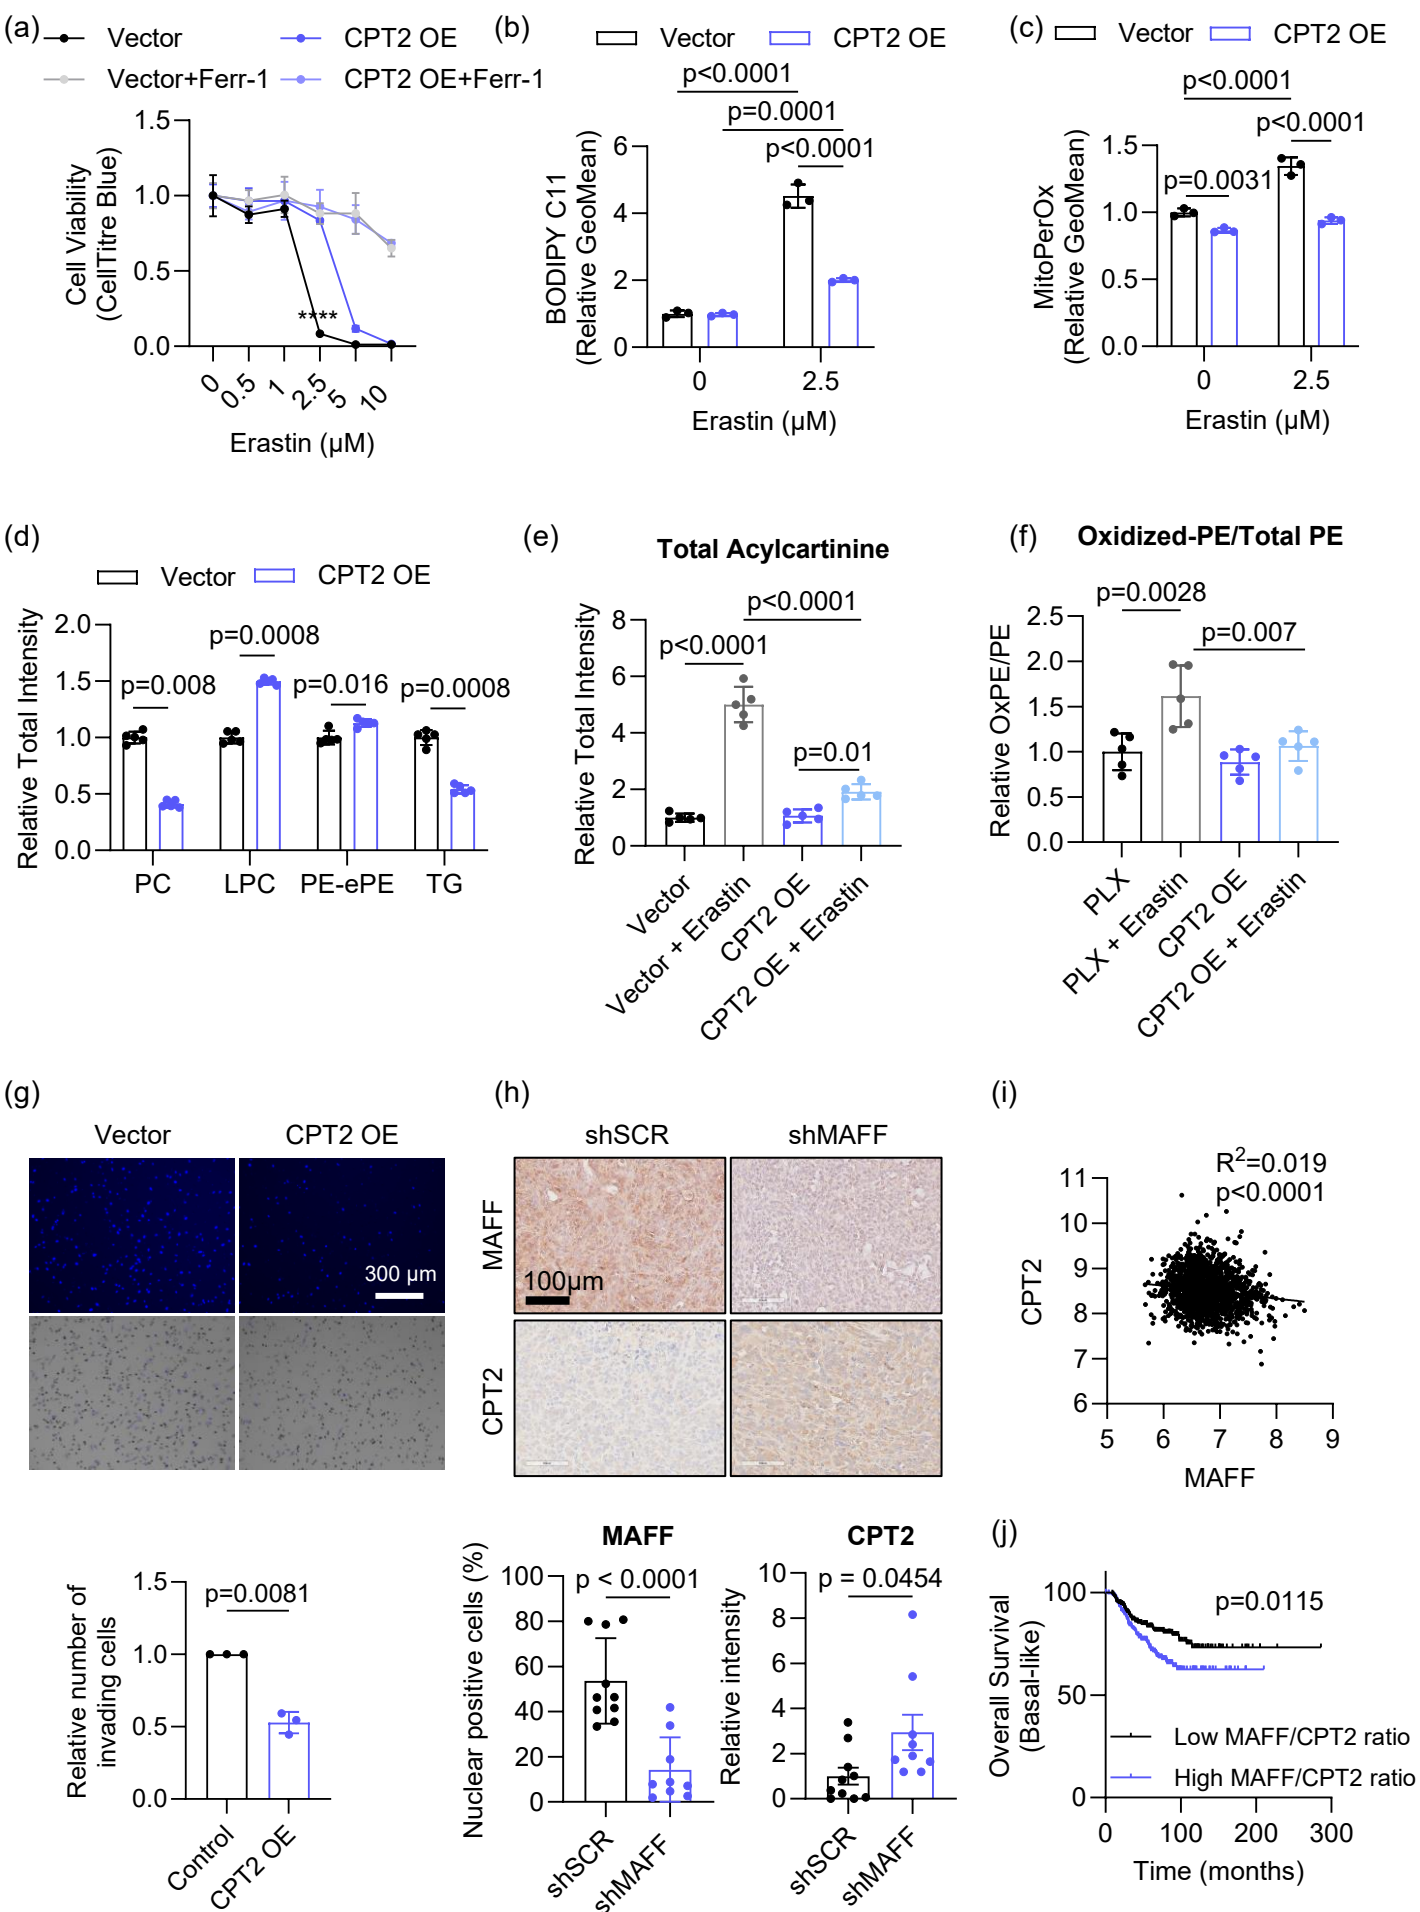 (a)
Vector
CPT2 OE
Vector+Ferr-1
CPT2 OE+Ferr-1
Cell Viability
(CellTitre Blue)
1.5
1.0
0.5
0.0
****
0
0.5
1
2.5
5
10
Erastin (µM)
(b)
Vector
CPT2 OE
p<0.0001
p=0.0001
p<0.0001
BODIPY C11
(Relative GeoMean)
6
4
2
0
0
2.5
Erastin (µM)
(c)
Vector
CPT2 OE
p<0.0001
p<0.0001
p=0.0031
MitoPerOx
(Relative GeoMean)
1.5
1.0
0.5
0.0
0
2.5
Erastin (µM)
(d)
Vector
CPT2 OE
Relative Total Intensity
2.0
1.5
1.0
0.5
0.0
p=0.008
p=0.0008
p=0.016
p=0.0008
PC
LPC
PE-ePE
TG
(e)
Total Acylcartinine
p<0.0001
p<0.0001
p=0.01
Relative Total Intensity
8
6
4
2
0
Vector
Vector + Erastin
CPT2 OE
CPT2 OE + Erastin
(f)
Oxidized-PE/Total PE
p=0.0028
p=0.007
Relative OxPE/PE
2.5
2.0
1.5
1.0
0.5
0.0
PLX
PLX + Erastin
CPT2 OE
CPT2 OE + Erastin
(g)
Vector
CPT2 OE
300 µm
Relative number of
invading cells
1.5
1.0
0.5
0.0
p=0.0081
Control
CPT2 OE
(h)
shSCR
shMAFF
MAFF
100µm
CPT2
MAFF
p < 0.0001
Nuclear positive cells (%)
100
80
60
40
20
0
shSCR
shMAFF
CPT2
p = 0.0454
Relative intensity
10
8
6
4
2
0
shSCR
shMAFF
(i)
R²=0.019
p<0.0001
CPT2
11
10
9
8
7
6
5
6
7
8
9
MAFF
(j)
p=0.0115
Overall Survival
(Basal-like)
100
50
0
Low MAFF/CPT2 ratio
High MAFF/CPT2 ratio
0
100
200
300
Time (months)